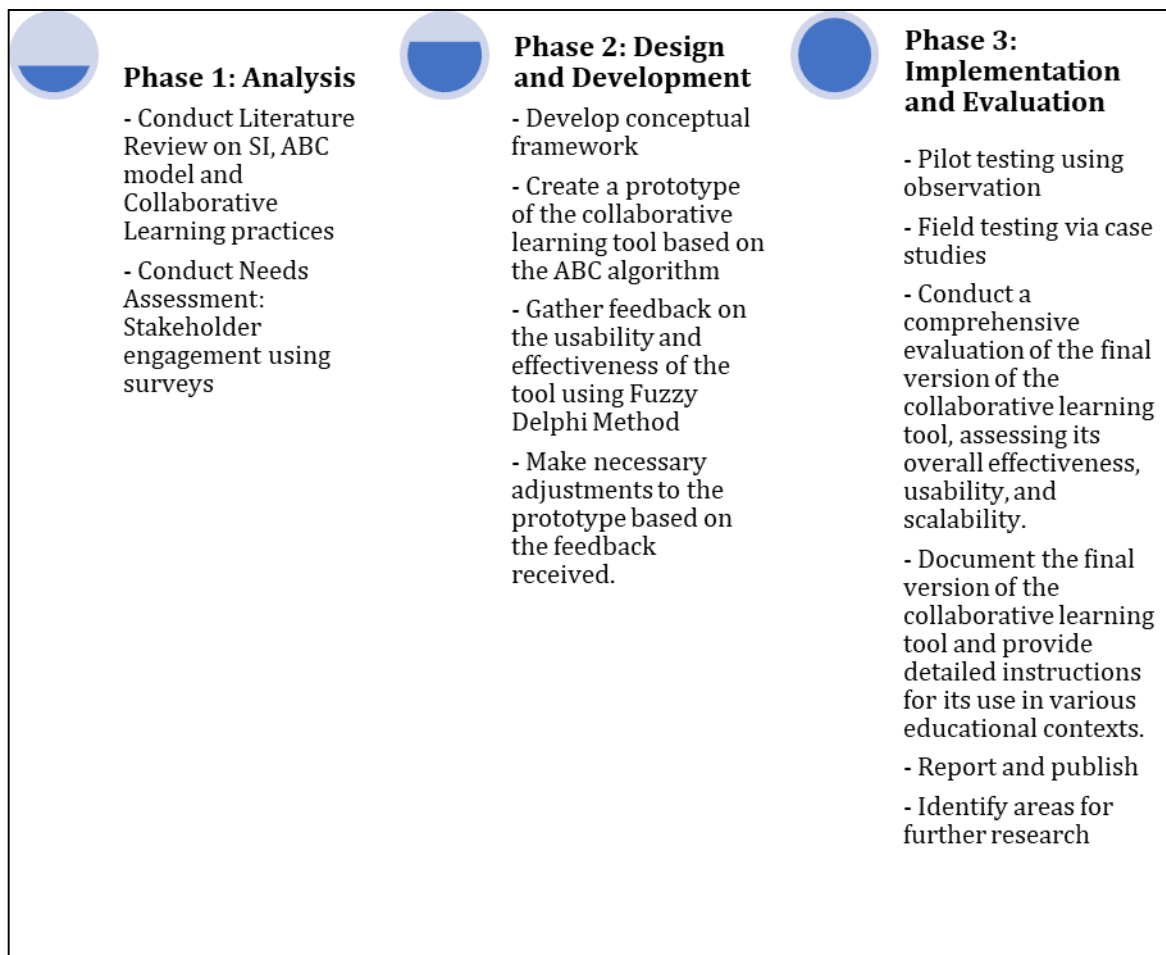 Phase 1: Analysis
- Conduct Literature
Review on SI, ABC
model and
Collaborative
Learning practices
- Conduct Needs
Assessment:
Stakeholder
engagement using
surveys
Phase 2: Design
and Development
- Develop conceptual
framework
- Create a prototype
of the collaborative
learning tool based on
the ABC algorithm
- Gather feedback on
the usability and
effectiveness of the
tool using Fuzzy
Delphi Method
- Make necessary
adjustments to the
prototype based on
the feedback
received.
Phase 3:
Implementation
and Evaluation
- Pilot testing using
observation
- Field testing via case
studies
- Conduct a
comprehensive
evaluation of the final
version of the
collaborative learning
tool, assessing its
overall effectiveness,
usability, and
scalability.
- Document the final
version of the
collaborative learning
tool and provide
detailed instructions
for its use in various
educational contexts.
- Report and publish
- Identify areas for
further research